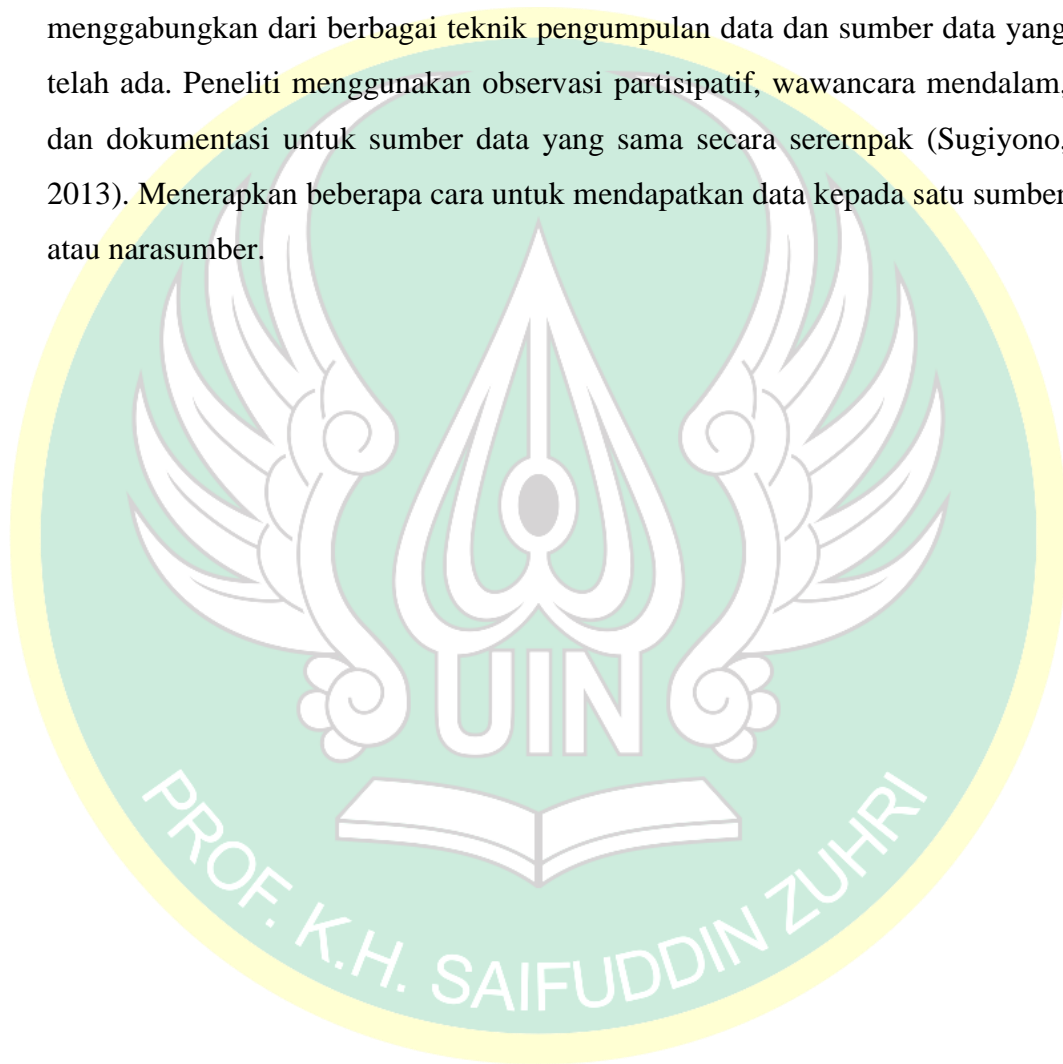 menggabungkan dari berbagai teknik pengumpulan data dan sumber data yang
telah ada. Peneliti menggunakan observasi partisipatif, wawancara mendalam,
dan dokumentasi untuk sumber data yang sama secara serernpak (Sugiyono,
2013). Menerapkan beberapa cara untuk mendapatkan data kepada satu sumber
atau narasumber.
UIN
PROF. K.H. SAIFUDDIN ZUHRI